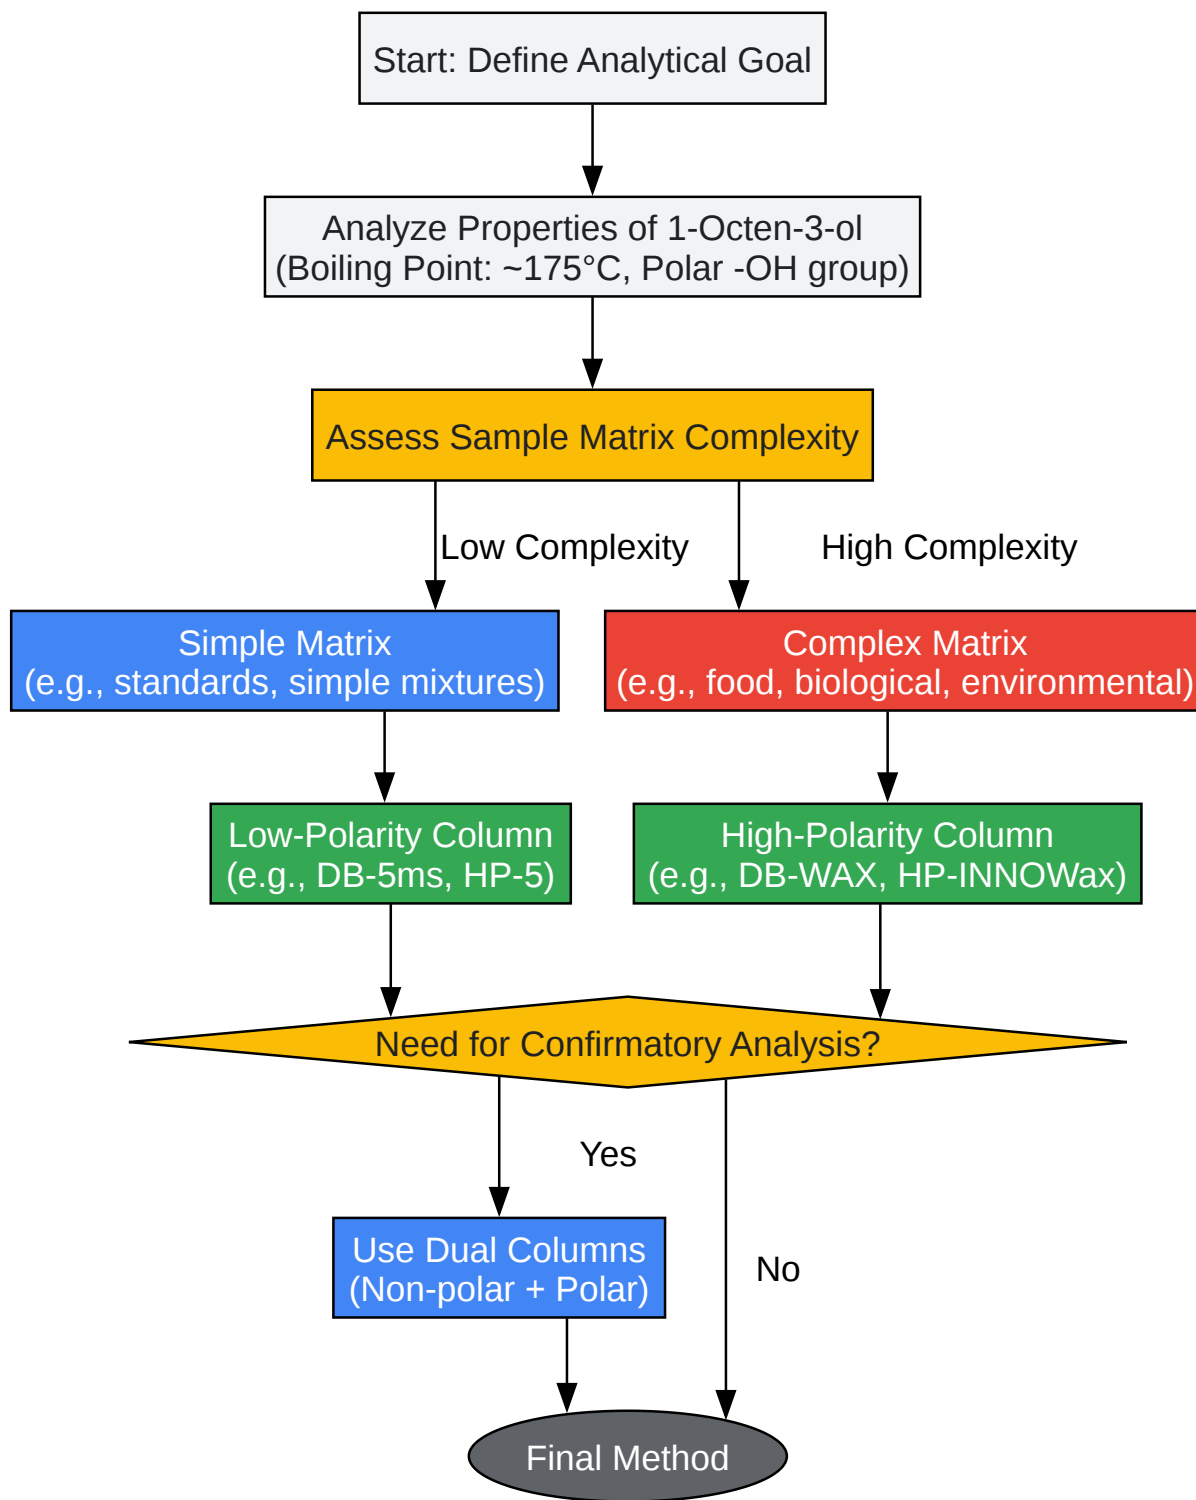 Start: Define Analytical Goal
Analyze Properties of 1-Octen-3-ol
(Boiling Point: ~175°C, Polar -OH group)
Assess Sample Matrix Complexity
Low Complexity
High Complexity
Simple Matrix
(e.g., standards, simple mixtures)
Complex Matrix
(e.g., food, biological, environmental)
Low-Polarity Column
(e.g., DB-5ms, HP-5)
High-Polarity Column
(e.g., DB-WAX, HP-INNOWax)
Need for Confirmatory Analysis?
Yes
Use Dual Columns
(Non-polar + Polar)
No
Final Method